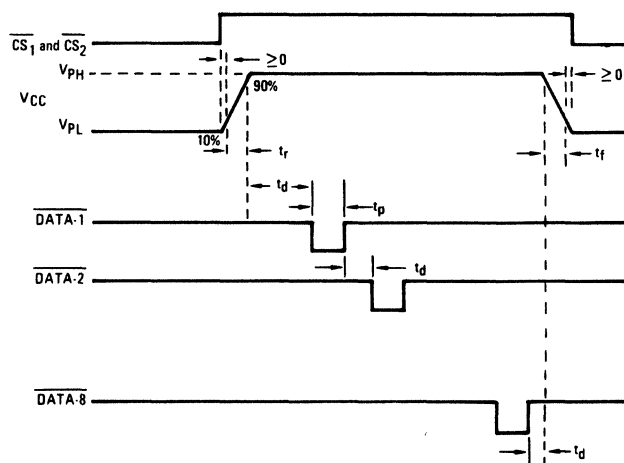 CS1 and CS2
≥0
≥0
VPH
90%
VCC
VPL
10%
tr
tf
td
tp
DATA-1
td
DATA-2
DATA-8
td